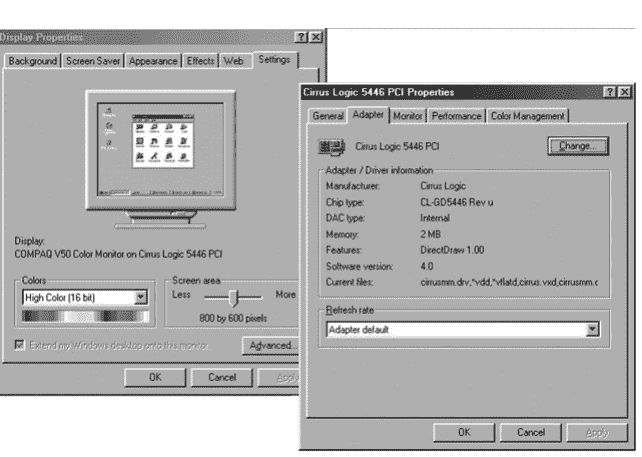 Display Properties
Background Screen Saver Appearance Effects Web Settings
Display:
COMPAQ V50 Color Monitor on Cirrus Logic 5446 PCI
Colors
High Color (16 bit)
Screen area
Less More
800 by 600 pixels
Extend my Windows desktop onto this monitor.
Advanced...
OK Cancel Apply
Cirrus Logic 5446 PCI Properties
General Adapter Monitor Performance Color Management
Cirrus Logic 5446 PCI
Change...
Adapter / Driver information
Manufacturer: Cirrus Logic
Chip type: CL-GD5446 Rev u
DAC type: Internal
Memory: 2 MB
Features: DirectDraw 1.00
Software version: 4.0
Current files: cirrusmm.drv,*vdd,*vflatd,cirrus.vxd,cirrusmm.c
Refresh rate
Adapter default
OK Cancel Apply